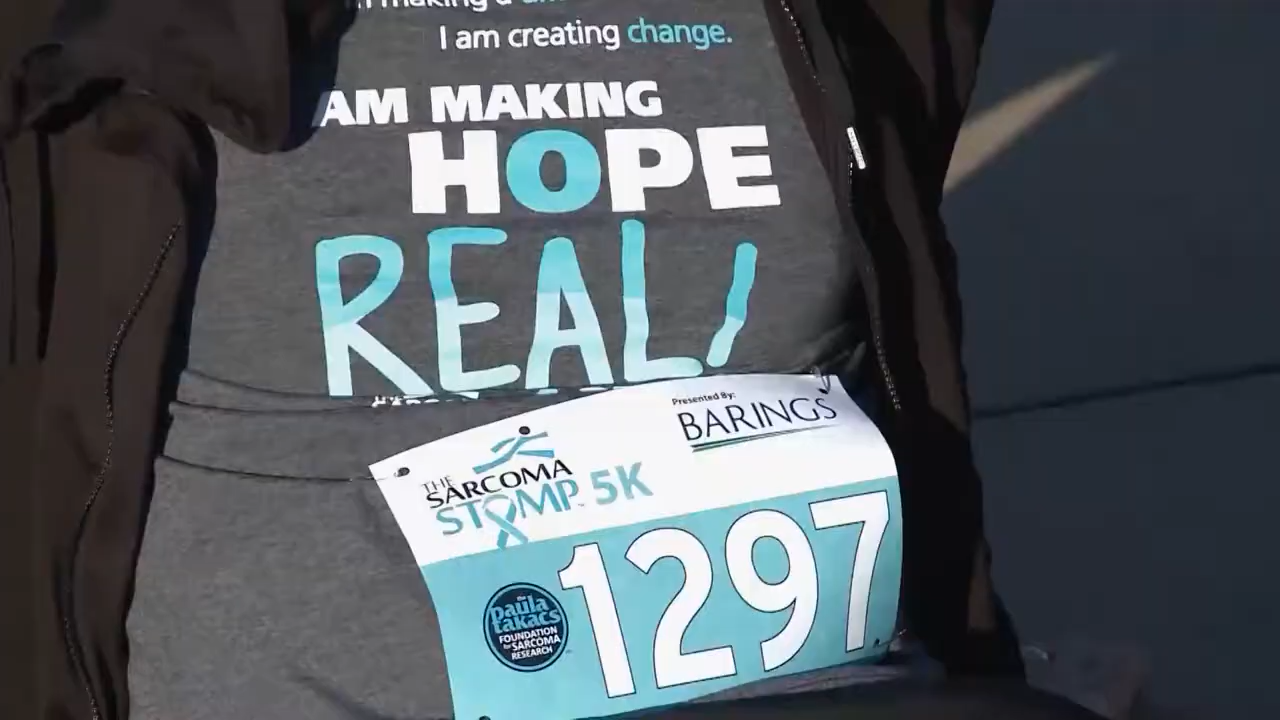 making a
I am creating change.
AM MAKING
HOPE
REAL!
Presented By:
BARINGS
THE
SARCOMA
STOMP 5K
1297
the
paula
takacs
FOUNDATION
for SARCOMA
RESEARCH